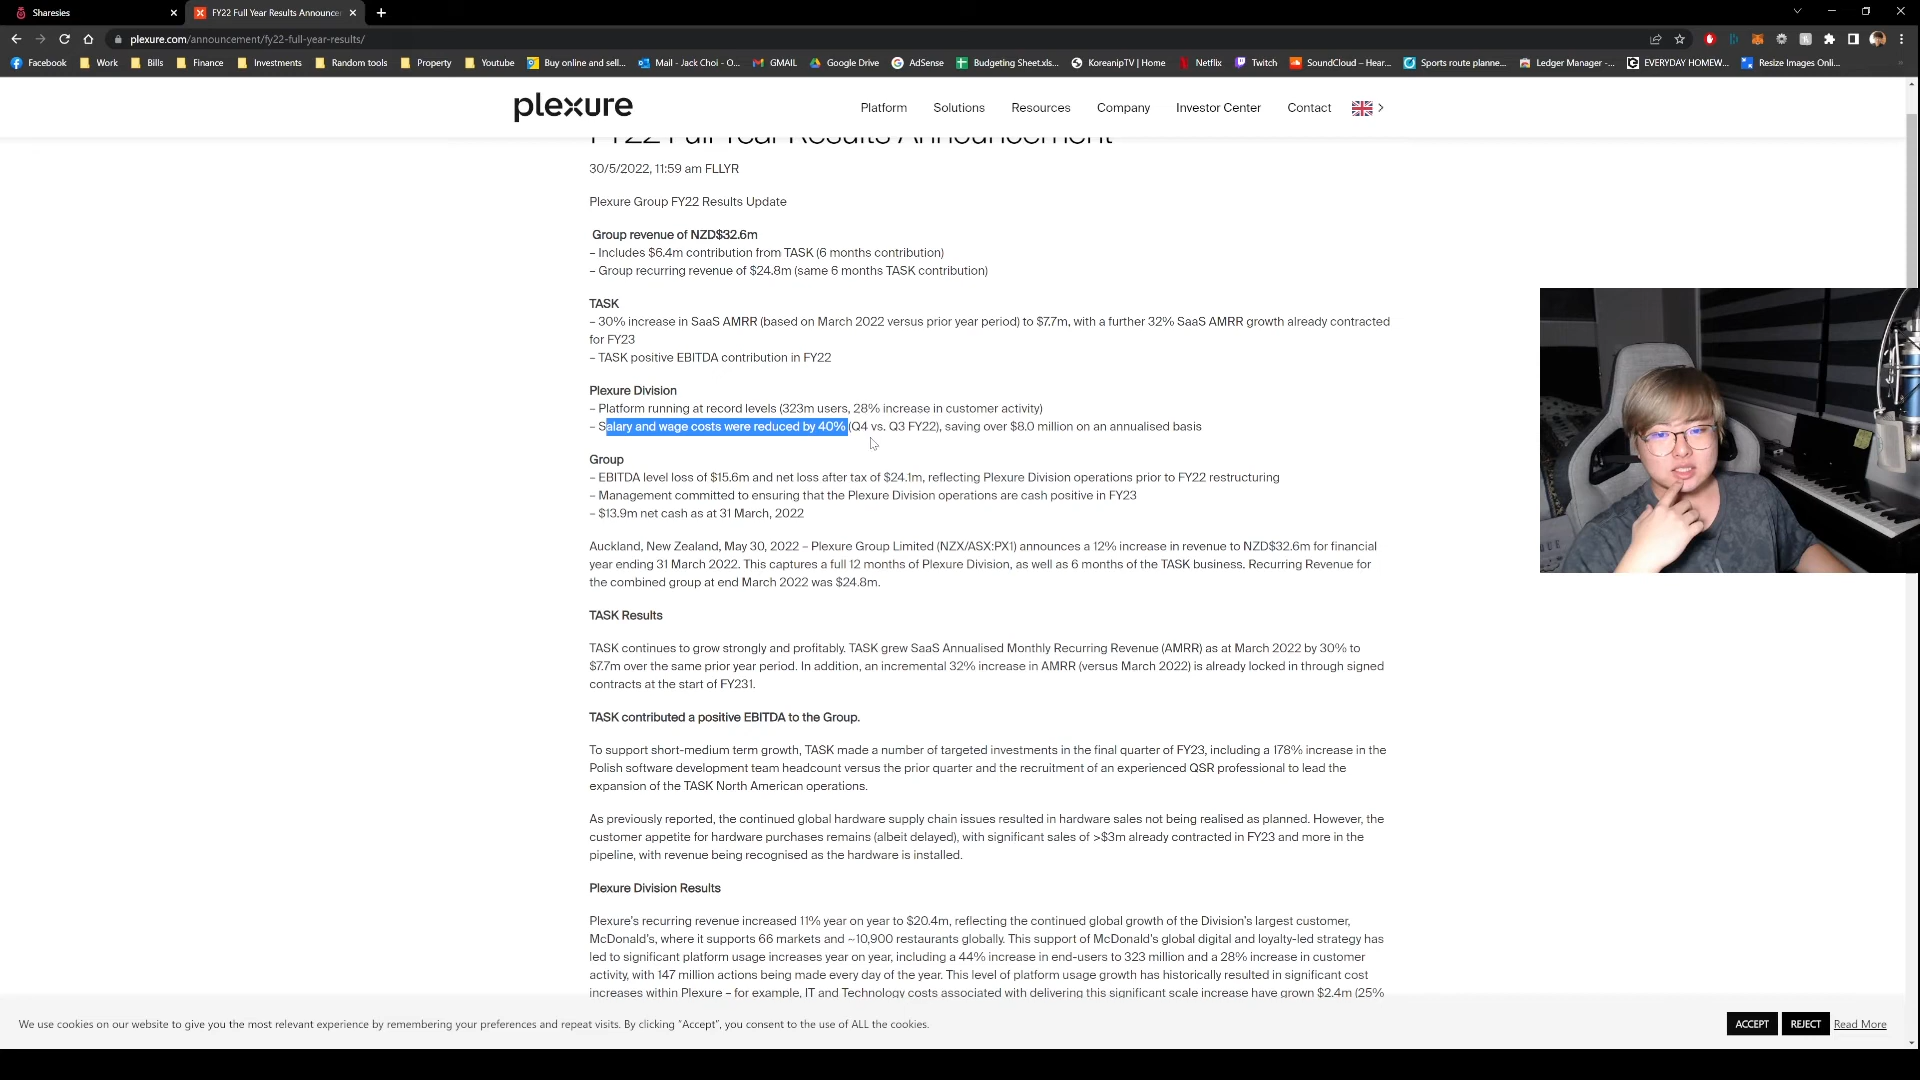 Sharesies
FY22 Full Year Results Announce
plexure.com/announcement/fy22-full-year-results/
Facebook Work Bills Finance Investments Random tools Property Youtube Buy online and sell... Mail - Jack Choi - O... GMAIL Google Drive AdSense Budgeting Sheet.xls... KoreanipTV | Home Netflix Twitch SoundCloud – Hear... Sports route planne... Ledger Manager -... EVERYDAY HOMEW... Resize Images Onli...
plexure
Platform Solutions Resources Company Investor Center Contact
FY22 Full Year Results Announcement
30/5/2022, 11:59 am FLLYR
Plexure Group FY22 Results Update
Group revenue of NZD$32.6m
– Includes $6.4m contribution from TASK (6 months contribution)
– Group recurring revenue of $24.8m (same 6 months TASK contribution)
TASK
– 30% increase in SaaS AMRR (based on March 2022 versus prior year period) to $7.7m, with a further 32% SaaS AMRR growth already contracted
for FY23
– TASK positive EBITDA contribution in FY22
Plexure Division
– Platform running at record levels (323m users, 28% increase in customer activity)
– Salary and wage costs were reduced by 40% (Q4 vs. Q3 FY22), saving over $8.0 million on an annualised basis
Group
– EBITDA level loss of $15.6m and net loss after tax of $24.1m, reflecting Plexure Division operations prior to FY22 restructuring
– Management committed to ensuring that the Plexure Division operations are cash positive in FY23
– $13.9m net cash as at 31 March, 2022
Auckland, New Zealand, May 30, 2022 – Plexure Group Limited (NZX/ASX:PX1) announces a 12% increase in revenue to NZD$32.6m for financial
year ending 31 March 2022. This captures a full 12 months of Plexure Division, as well as 6 months of the TASK business. Recurring Revenue for
the combined group at end March 2022 was $24.8m.
TASK Results
TASK continues to grow strongly and profitably. TASK grew SaaS Annualised Monthly Recurring Revenue (AMRR) as at March 2022 by 30% to
$7.7m over the same prior year period. In addition, an incremental 32% increase in AMRR (versus March 2022) is already locked in through signed
contracts at the start of FY231.
TASK contributed a positive EBITDA to the Group.
To support short-medium term growth, TASK made a number of targeted investments in the final quarter of FY23, including a 178% increase in the
Polish software development team headcount versus the prior quarter and the recruitment of an experienced QSR professional to lead the
expansion of the TASK North American operations.
As previously reported, the continued global hardware supply chain issues resulted in hardware sales not being realised as planned. However, the
customer appetite for hardware purchases remains (albeit delayed), with significant sales of >$3m already contracted in FY23 and more in the
pipeline, with revenue being recognised as the hardware is installed.
Plexure Division Results
Plexure's recurring revenue increased 11% year on year to $20.4m, reflecting the continued global growth of the Division's largest customer,
McDonald's, where it supports 66 markets and ~10,900 restaurants globally. This support of McDonald's global digital and loyalty-led strategy has
led to significant platform usage increases year on year, including a 44% increase in end-users to 323 million and a 28% increase in customer
activity, with 147 million actions being made every day of the year. This level of platform usage growth has historically resulted in significant cost
increases within Plexure – for example, IT and Technology costs associated with delivering this significant scale increase have grown $2.4m (25%
We use cookies on our website to give you the most relevant experience by remembering your preferences and repeat visits. By clicking "Accept", you consent to the use of ALL the cookies.
ACCEPT REJECT Read More